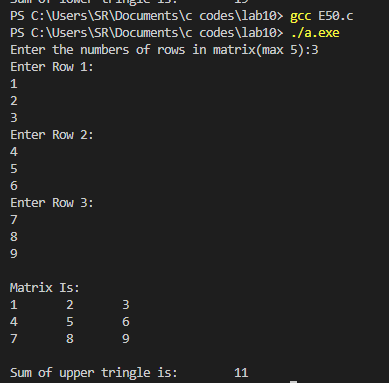 Sum of lower tringle is:        19
PS C:\Users\SR\Documents\c codes\lab10> gcc E50.c
PS C:\Users\SR\Documents\c codes\lab10> ./a.exe
Enter the numbers of rows in matrix(max 5):3
Enter Row 1:
1
2
3
Enter Row 2:
4
5
6
Enter Row 3:
7
8
9
Matrix Is:
1       2       3
4       5       6
7       8       9
Sum of upper tringle is:        11